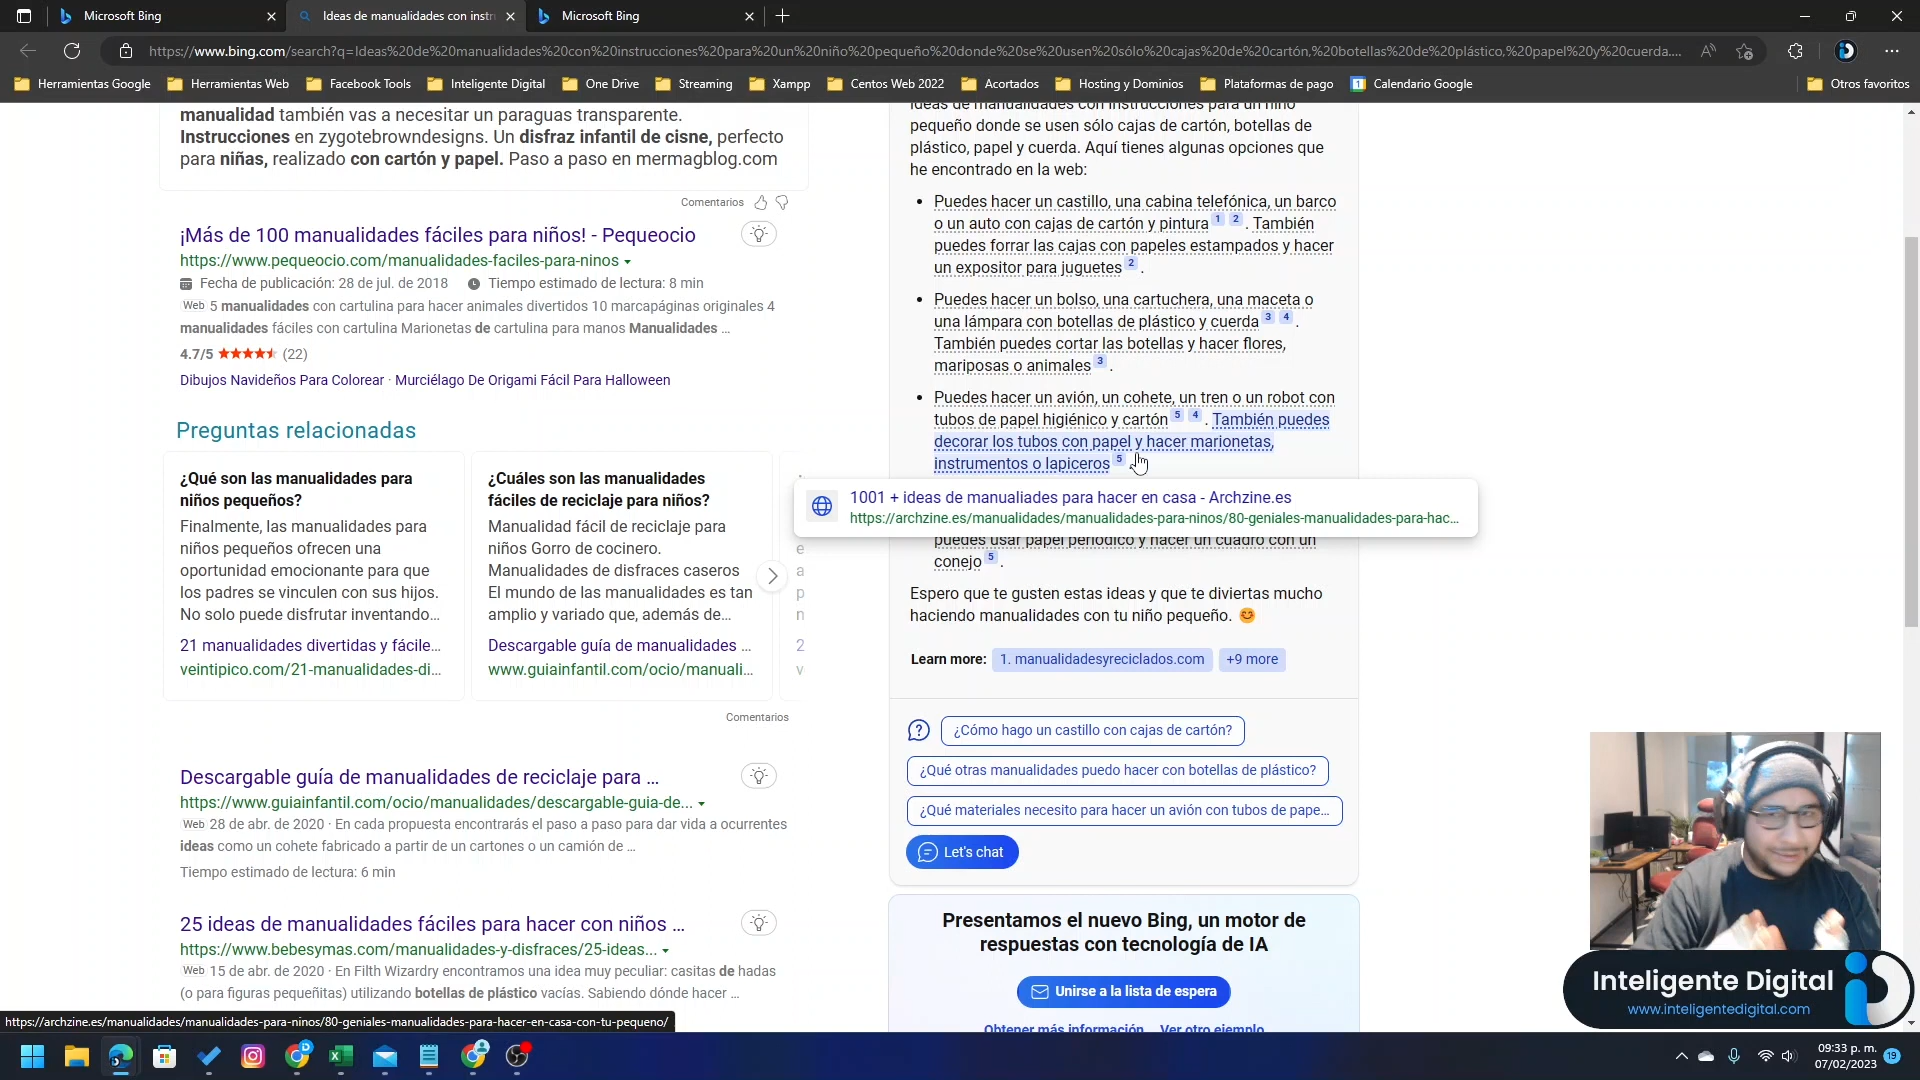 Microsoft Bing
Ideas de manualidades con instr
Microsoft Bing
https://www.bing.com/search?q=Ideas%20de%20manualidades%20con%20instrucciones%20para%20un%20niño%20pequeño%20donde%20se%20usen%20sólo%20cajas%20de%20cartón,%20botellas%20de%20plástico,%20papel%20y%20cuerda....
Herramientas Google
Herramientas Web
Facebook Tools
Inteligente Digital
One Drive
Streaming
Xampp
Centos Web 2022
Acortados
Hosting y Dominios
Plataformas de pago
1 Calendario Google
Otros favoritos
manualidad también vas a necesitar un paraguas transparente.
Instrucciones en zygotebrowndesigns. Un disfraz infantil de cisne, perfecto
para niñas, realizado con cartón y papel. Paso a paso en mermagblog.com
Comentarios
¡Más de 100 manualidades fáciles para niños! - Pequeocio
https://www.pequeocio.com/manualidades-faciles-para-ninos
Fecha de publicación: 28 de jul. de 2018 Tiempo estimado de lectura: 8 min
Web 5 manualidades con cartulina para hacer animales divertidos 10 marcapáginas originales 4
manualidades fáciles con cartulina Marionetas de cartulina para manos Manualidades ...
4.7/5 (22)
Dibujos Navideños Para Colorear · Murciélago De Origami Fácil Para Halloween
Preguntas relacionadas
¿Qué son las manualidades para
niños pequeños?
Finalmente, las manualidades para
niños pequeños ofrecen una
oportunidad emocionante para que
los padres se vinculen con sus hijos.
No solo puede disfrutar inventando...
21 manualidades divertidas y fácile...
veintipico.com/21-manualidades-di...
¿Cuáles son las manualidades
fáciles de reciclaje para niños?
Manualidad fácil de reciclaje para
niños Gorro de cocinero.
Manualidades de disfraces caseros
El mundo de las manualidades es tan
amplio y variado que, además de...
Descargable guía de manualidades ...
www.guiainfantil.com/ocio/manuali...
Comentarios
Descargable guía de manualidades de reciclaje para ...
https://www.guiainfantil.com/ocio/manualidades/descargable-guia-de...
Web 28 de abr. de 2020 · En cada propuesta encontrarás el paso a paso para dar vida a ocurrentes
ideas como un cohete fabricado a partir de un cartones o un camión de ...
Tiempo estimado de lectura: 6 min
25 ideas de manualidades fáciles para hacer con niños ...
https://www.bebesymas.com/manualidades-y-disfraces/25-ideas...
Web 15 de abr. de 2020 · En Filth Wizardry encontramos una idea muy peculiar: casitas de hadas
(o para figuras pequeñitas) utilizando botellas de plástico vacías. Sabiendo dónde hacer ...
https://archzine.es/manualidades/manualidades-para-ninos/80-geniales-manualidades-para-hacer-en-casa-con-tu-pequeno/
ideas de manualidades con instrucciones para un niño
pequeño donde se usen sólo cajas de cartón, botellas de
plástico, papel y cuerda. Aquí tienes algunas opciones que
he encontrado en la web:
• Puedes hacer un castillo, una cabina telefónica, un barco
o un auto con cajas de cartón y pintura 1 2 . También
puedes forrar las cajas con papeles estampados y hacer
un expositor para juguetes 2 .
• Puedes hacer un bolso, una cartuchera, una maceta o
una lámpara con botellas de plástico y cuerda 3 4 .
También puedes cortar las botellas y hacer flores,
mariposas o animales 3 .
• Puedes hacer un avión, un cohete, un tren o un robot con
tubos de papel higiénico y cartón 5 4 . También puedes
decorar los tubos con papel y hacer marionetas,
instrumentos o lapiceros 5
1001 + ideas de manualiades para hacer en casa - Archzine.es
https://archzine.es/manualidades/manualidades-para-ninos/80-geniales-manualidades-para-hac...
puedes usar papel periódico y hacer un cuadro con un
conejo 5 .
Espero que te gusten estas ideas y que te diviertas mucho
haciendo manualidades con tu niño pequeño. 😊
Learn more: 1. manualidadesyreciclados.com +9 more
¿Cómo hago un castillo con cajas de cartón?
¿Qué otras manualidades puedo hacer con botellas de plástico?
¿Qué materiales necesito para hacer un avión con tubos de pape...
Let's chat
Presentamos el nuevo Bing, un motor de
respuestas con tecnología de IA
Unirse a la lista de espera
Obtener más información Ver otro ejemplo
Inteligente Digital
www.inteligentedigital.com
09:33 p. m.
07/02/2023
19